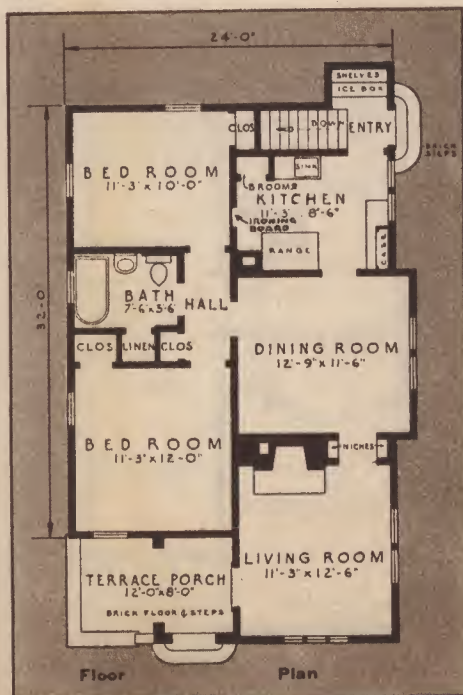 24'-0"
SHELVES
ICE BOX
CLOS
DOWN
ENTRY
BRICK
STEPS
BED ROOM
11'-3" x 10'-0"
SINK
BROOMS
KITCHEN
11'-3" 8'-6"
IRONING
BOARD
RANGE
CASE
32'-0
BATH
7'-6" x 5'-6"
HALL
CLOS
LINEN
CLOS
DINING ROOM
12'-9" x 11'-6"
BED ROOM
11'-3" x 12'-0"
NICHES
LIVING ROOM
11'-3" x 12'-6"
TERRACE PORCH
12'-0" x 8'-0"
BRICK FLOOR & STEPS
Floor Plan